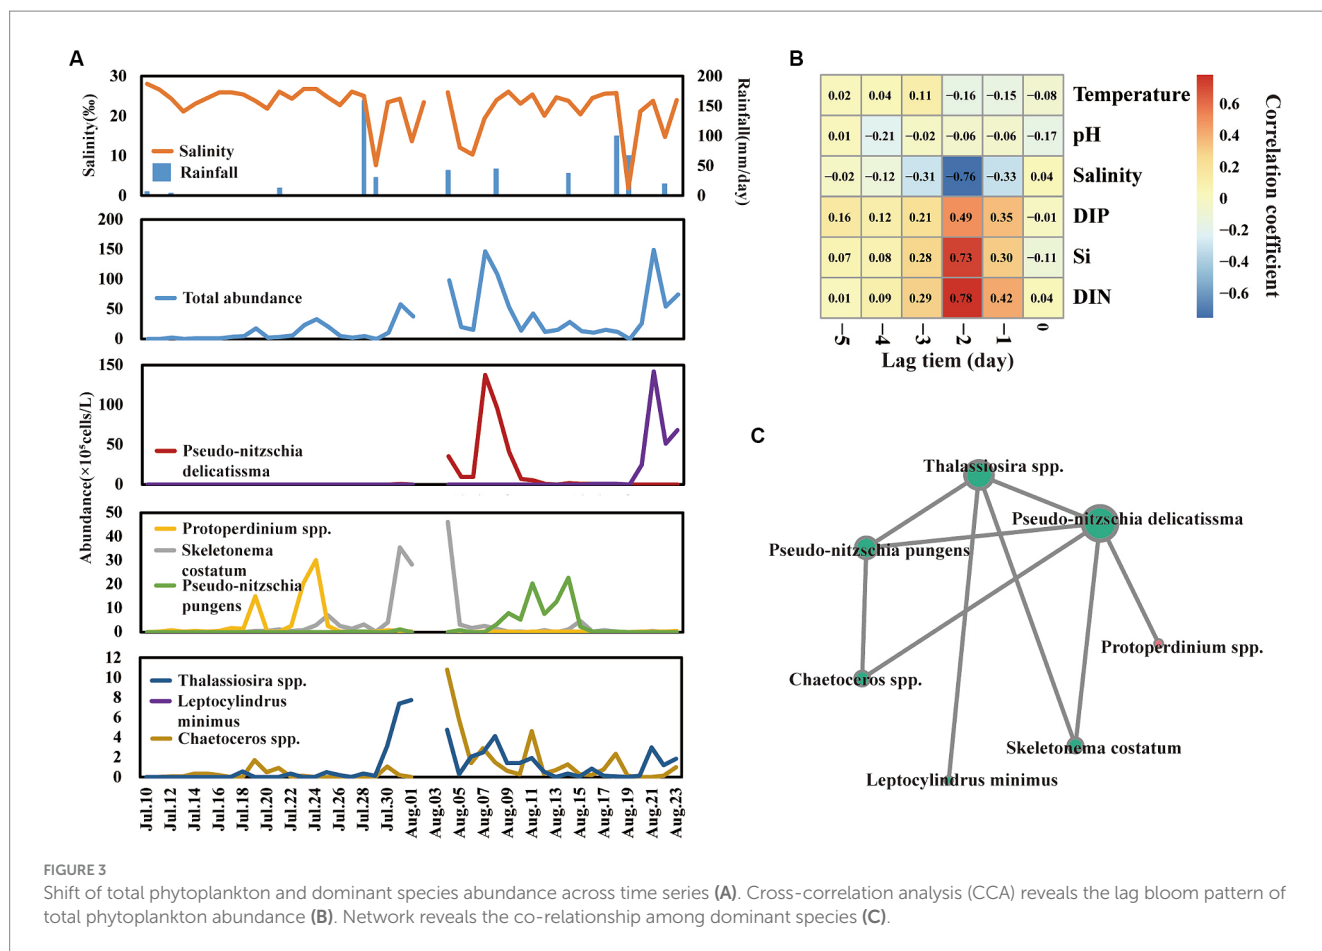 A
30
20
10
0
Salinity(‰)
Salinity
Rainfall
200
150
100
50
0
Rainfall(mm/day)
200
150
100
50
0
Total abundance
Abundance(×10⁵cells/L)
150
100
50
0
Pseudo-nitzschia
delicatissma
50
40
30
20
10
0
Protoperdinium spp.
Skeletonema
costatum
Pseudo-nitzschia
pungens
12
10
8
6
4
2
0
Thalassiosira spp.
Leptocylindrus
minimus
Chaetoceros spp.
Jul.10
Jul.12
Jul.14
Jul.16
Jul.18
Jul.20
Jul.22
Jul.24
Jul.26
Jul.28
Jul.30
Aug.01
Aug.03
Aug.05
Aug.07
Aug.09
Aug.11
Aug.13
Aug.15
Aug.17
Aug.19
Aug.21
Aug.23
B
0.02 0.04 0.11 −0.16 −0.15 −0.08 Temperature
0.01 −0.21 −0.02 −0.06 −0.06 −0.17 pH
−0.02 −0.12 −0.31 −0.76 −0.33 0.04 Salinity
0.16 0.12 0.21 0.49 0.35 −0.01 DIP
0.07 0.08 0.28 0.73 0.30 −0.11 Si
0.01 0.09 0.29 0.78 0.42 0.04 DIN
−5 −4 −3 −2 −1 0
Lag tiem (day)
0.6
0.4
0.2
0
−0.2
−0.4
−0.6
Correlation coefficient
C
Thalassiosira spp.
Pseudo-nitzschia delicatissma
Pseudo-nitzschia pungens
Protoperdinium spp.
Chaetoceros spp.
Skeletonema costatum
Leptocylindrus minimus
FIGURE 3
Shift of total phytoplankton and dominant species abundance across time series (A). Cross-correlation analysis (CCA) reveals the lag bloom pattern of
total phytoplankton abundance (B). Network reveals the co-relationship among dominant species (C).